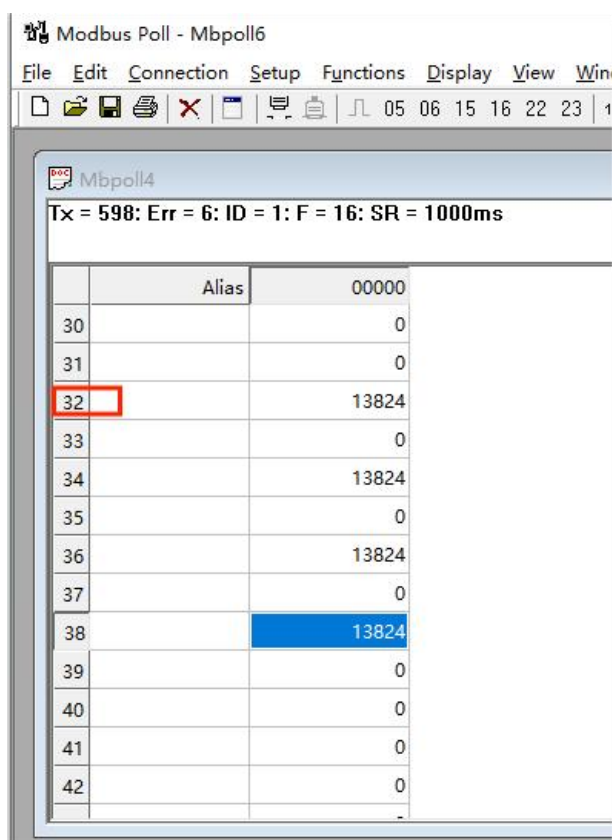 Modbus Poll - Mbpoll6
File Edit Connection Setup Functions Display View
05 06 15 16 22 23
Mbpoll4
Tx = 598: Err = 6: ID = 1: F = 16: SR = 1000ms
Alias 00000
30 0
31 0
32 13824
33 0
34 13824
35 0
36 13824
37 0
38 13824
39 0
40 0
41 0
42 0